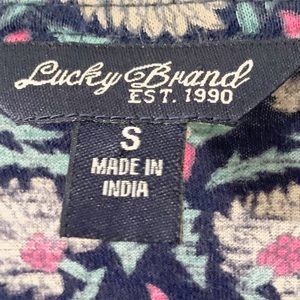 Lucky Brand
EST. 1990
S
MADE IN
INDIA